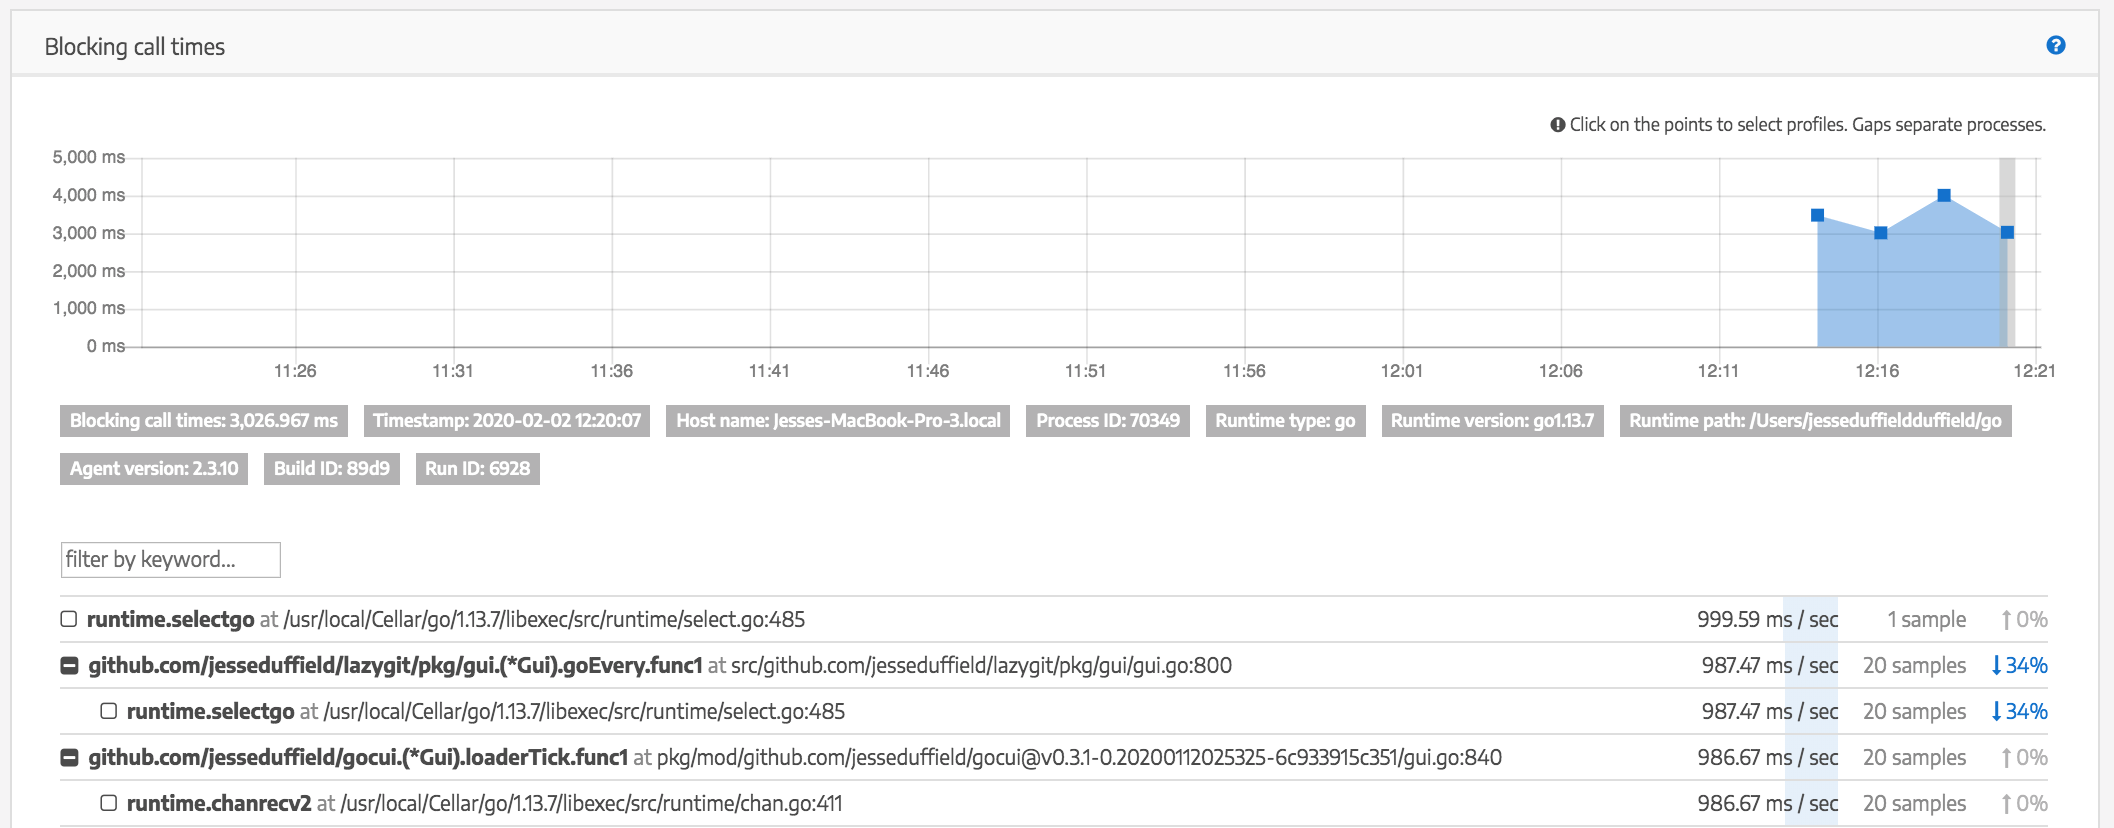 Blocking call times
Click on the points to select profiles. Gaps separate processes.
5,000 ms
4,000 ms
3,000 ms
2,000 ms
1,000 ms
0 ms
11:26 11:31 11:36 11:41 11:46 11:51 11:56 12:01 12:06 12:11 12:16 12:21
Blocking call times: 3,026.967 ms Timestamp: 2020-02-02 12:20:07 Host name: Jesses-MacBook-Pro-3.local Process ID: 70349 Runtime type: go Runtime version: go1.13.7 Runtime path: /Users/jesseduffieldduffield/go
Agent version: 2.3.10 Build ID: 89d9 Run ID: 6928
filter by keyword...
runtime.selectgo at /usr/local/Cellar/go/1.13.7/libexec/src/runtime/select.go:485 999.59 ms / sec 1 sample ↑0%
github.com/jesseduffield/lazygit/pkg/gui.(*Gui).goEvery.func1 at src/github.com/jesseduffield/lazygit/pkg/gui/gui.go:800 987.47 ms / sec 20 samples ↓34%
runtime.selectgo at /usr/local/Cellar/go/1.13.7/libexec/src/runtime/select.go:485 987.47 ms / sec 20 samples ↓34%
github.com/jesseduffield/gocui.(*Gui).loaderTick.func1 at pkg/mod/github.com/jesseduffield/gocui@v0.3.1-0.20200112025325-6c933915c351/gui.go:840 986.67 ms / sec 20 samples ↑0%
runtime.chanrecv2 at /usr/local/Cellar/go/1.13.7/libexec/src/runtime/chan.go:411 986.67 ms / sec 20 samples ↑0%